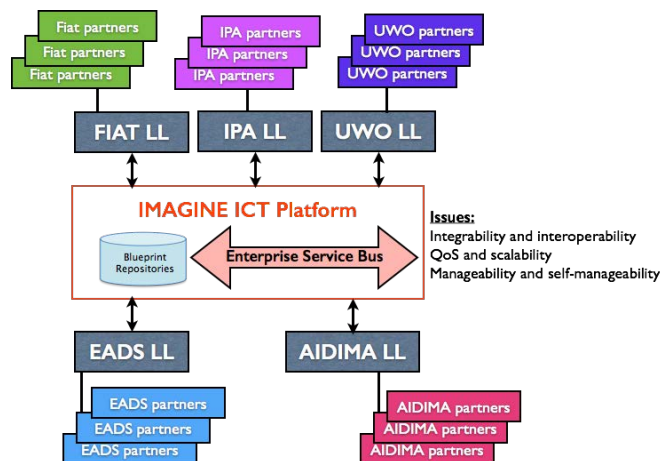 Fiat partners
Fiat partners
Fiat partners
IPA partners
IPA partners
IPA partners
UWO partners
UWO partners
UWO partners
FIAT LL
IPA LL
UWO LL
IMAGINE ICT Platform
Blueprint
Repositories
Enterprise Service Bus
Issues:
Integrability and interoperability
QoS and scalability
Manageability and self-manageability
EADS LL
AIDIMA LL
EADS partners
EADS partners
EADS partners
AIDIMA partners
AIDIMA partners
AIDIMA partners